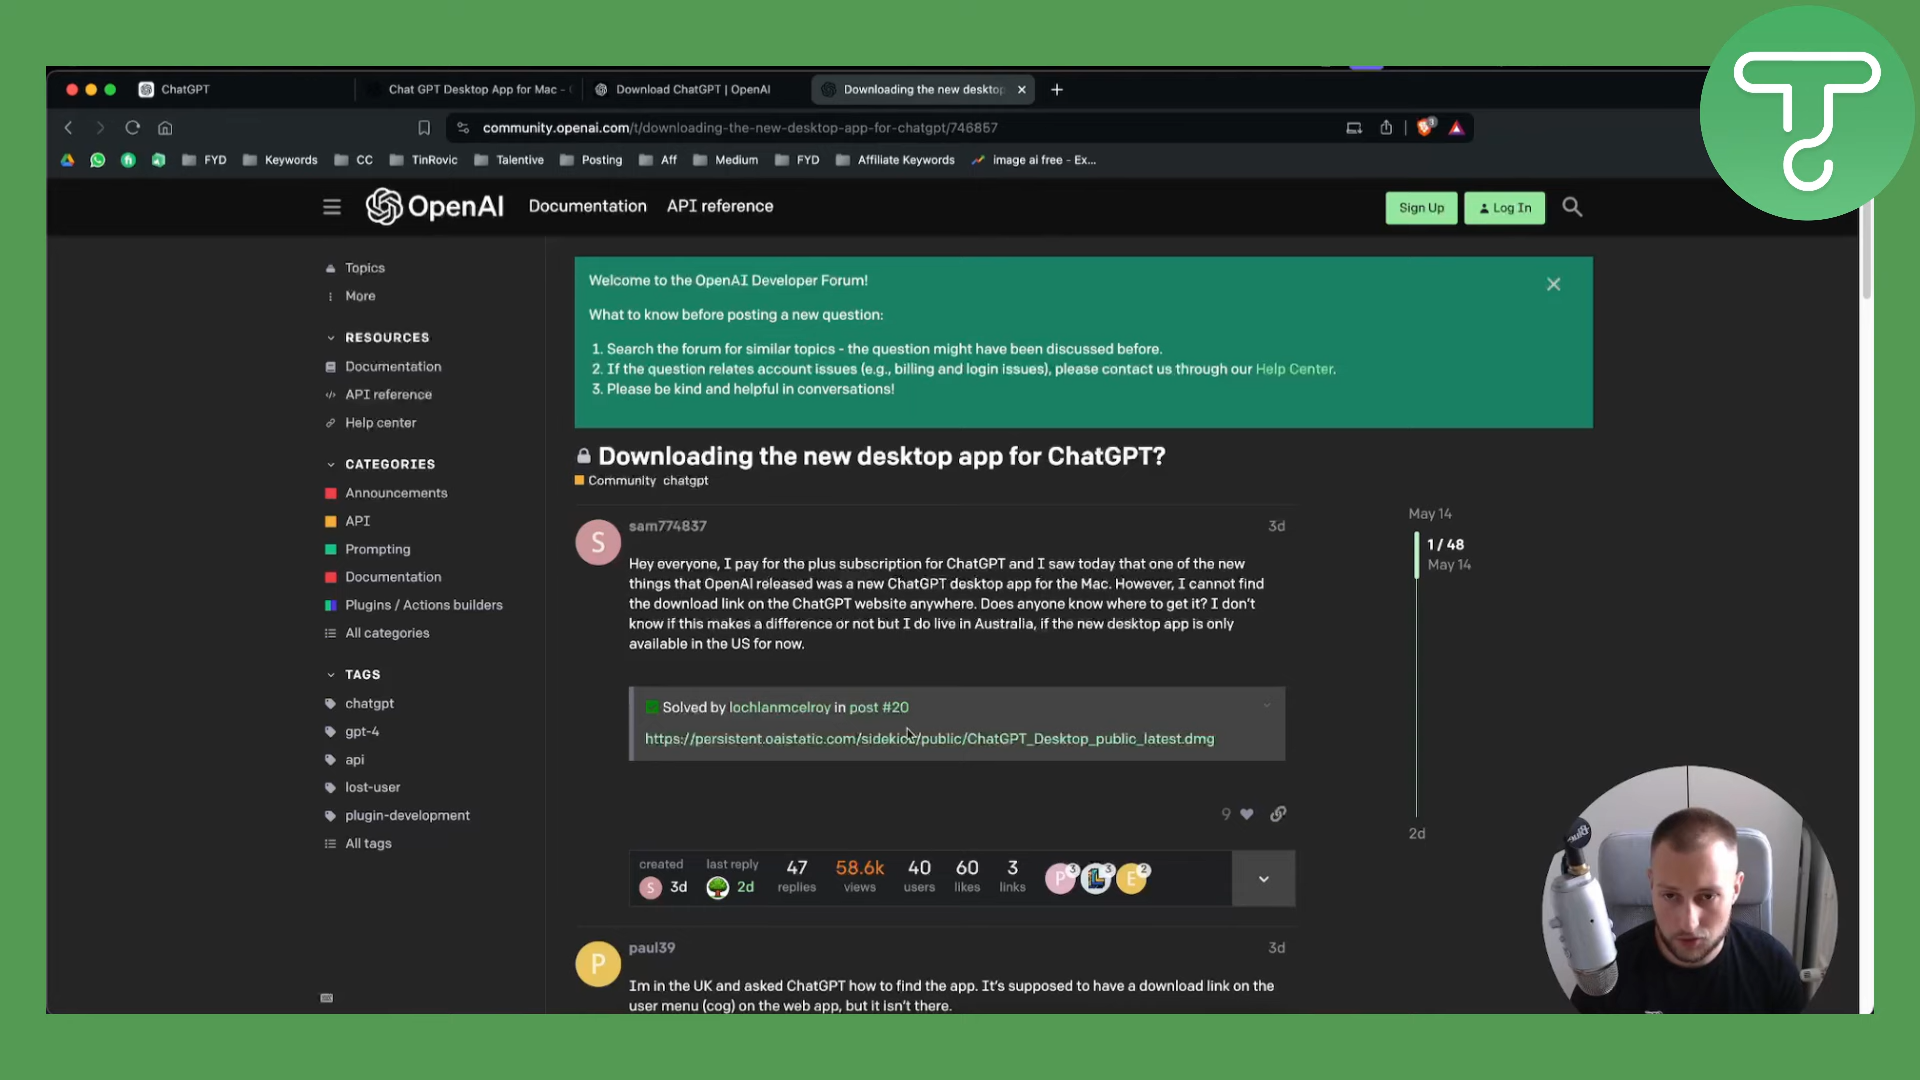 ChatGPT
Chat GPT Desktop App for Mac -
Download ChatGPT | OpenAI
Downloading the new desktop
community.openai.com/t/downloading-the-new-desktop-app-for-chatgpt/746857
3
FYD
Keywords
CC
TinRovic
Talentive
Posting
Aff
Medium
FYD
Affiliate Keywords
image ai free - Ex...
OpenAI
Documentation
API reference
Sign Up
Log In
Topics
More
RESOURCES
Documentation
API reference
Help center
CATEGORIES
Announcements
API
Prompting
Documentation
Plugins / Actions builders
All categories
TAGS
chatgpt
gpt-4
api
lost-user
plugin-development
All tags
Welcome to the OpenAI Developer Forum!
What to know before posting a new question:
1. Search the forum for similar topics - the question might have been discussed before.
2. If the question relates account issues (e.g., billing and login issues), please contact us through our Help Center.
3. Please be kind and helpful in conversations!
Downloading the new desktop app for ChatGPT?
Community chatgpt
S
sam774837
3d
Hey everyone, I pay for the plus subscription for ChatGPT and I saw today that one of the new
things that OpenAI released was a new ChatGPT desktop app for the Mac. However, I cannot find
the download link on the ChatGPT website anywhere. Does anyone know where to get it? I don't
know if this makes a difference or not but I do live in Australia, if the new desktop app is only
available in the US for now.
Solved by lochlanmcelroy in post #20
https://persistent.oaistatic.com/sidekick/public/ChatGPT_Desktop_public_latest.dmg
9
created
S 3d
last reply
2d
47
replies
58.6k
views
40
users
60
likes
3
links
P 3
L 3
E 2
May 14
1 / 48
May 14
2d
P
paul39
3d
Im in the UK and asked ChatGPT how to find the app. It's supposed to have a download link on the
user menu (cog) on the web app, but it isn't there.
Blue